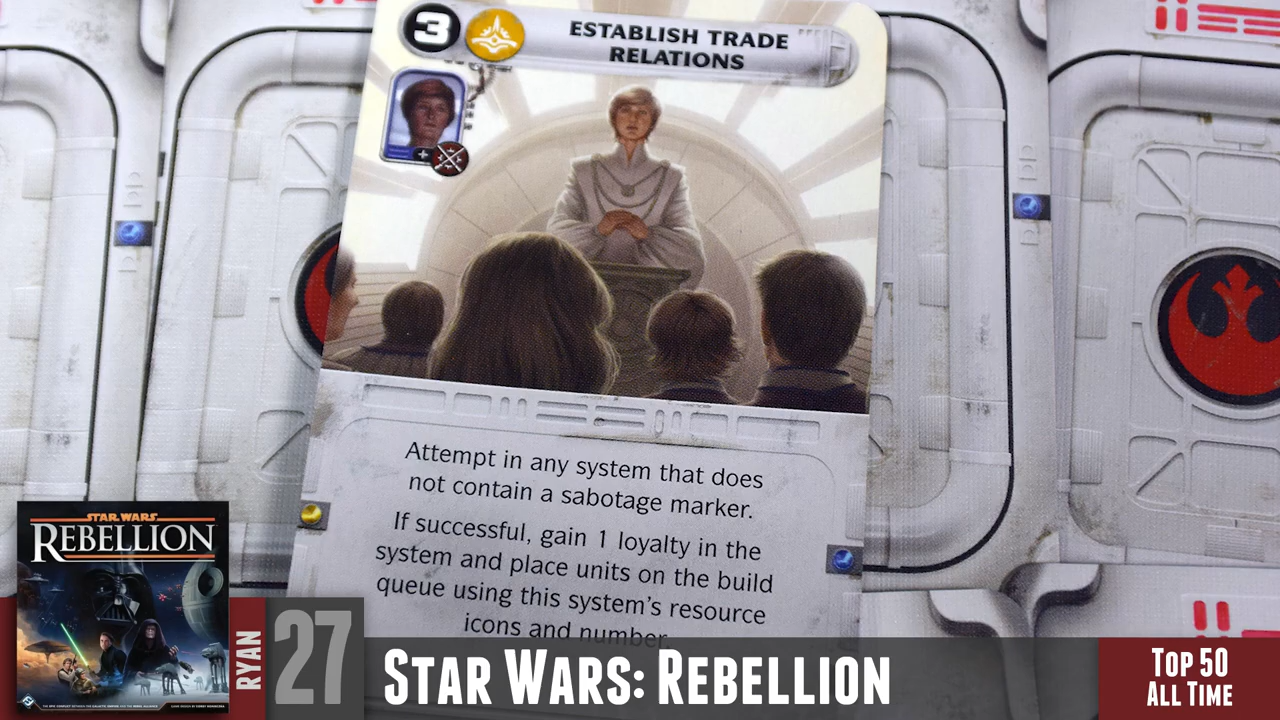 3
ESTABLISH TRADE
RELATIONS
Attempt in any system that does
not contain a sabotage marker.
If successful, gain 1 loyalty in the
system and place units on the build
queue using this system's resource
icons and number.
STAR WARS
REBELLION
RYAN
27
STAR WARS: REBELLION
TOP 50
ALL TIME